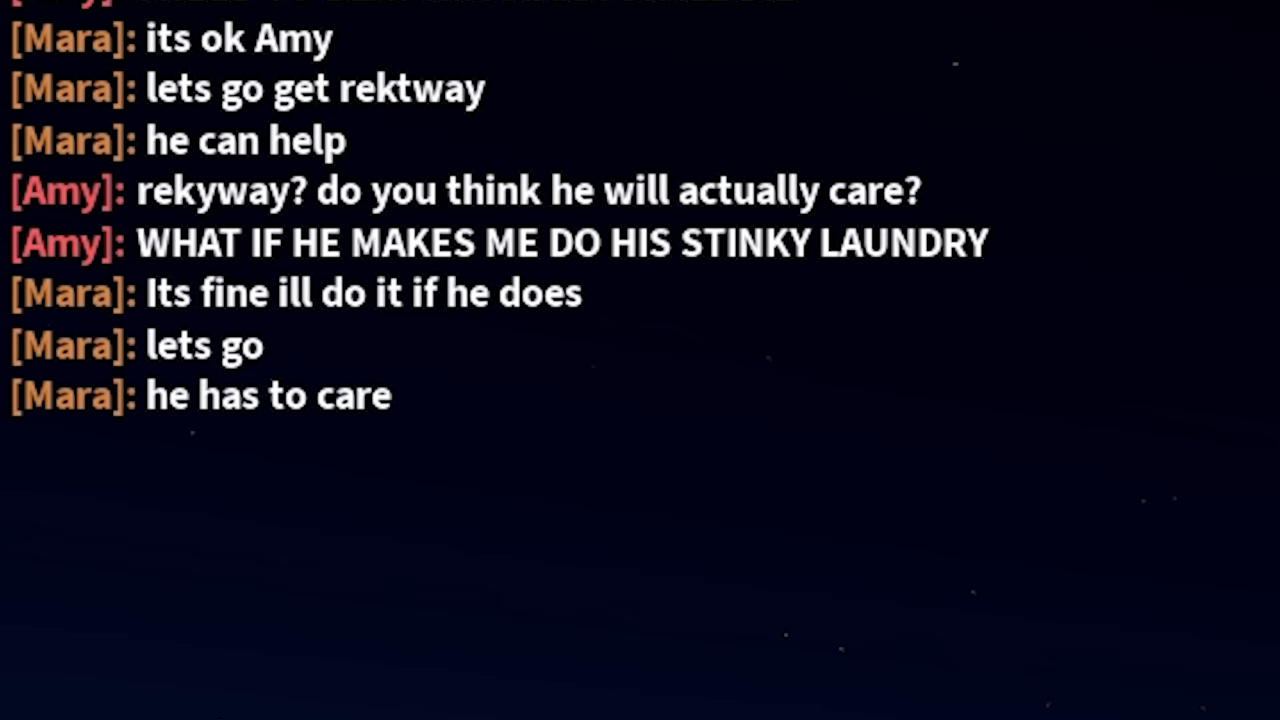 [Mara]: its ok Amy
[Mara]: lets go get rektway
[Mara]: he can help
[Amy]: rekyway? do you think he will actually care?
[Amy]: WHAT IF HE MAKES ME DO HIS STINKY LAUNDRY
[Mara]: Its fine ill do it if he does
[Mara]: lets go
[Mara]: he has to care